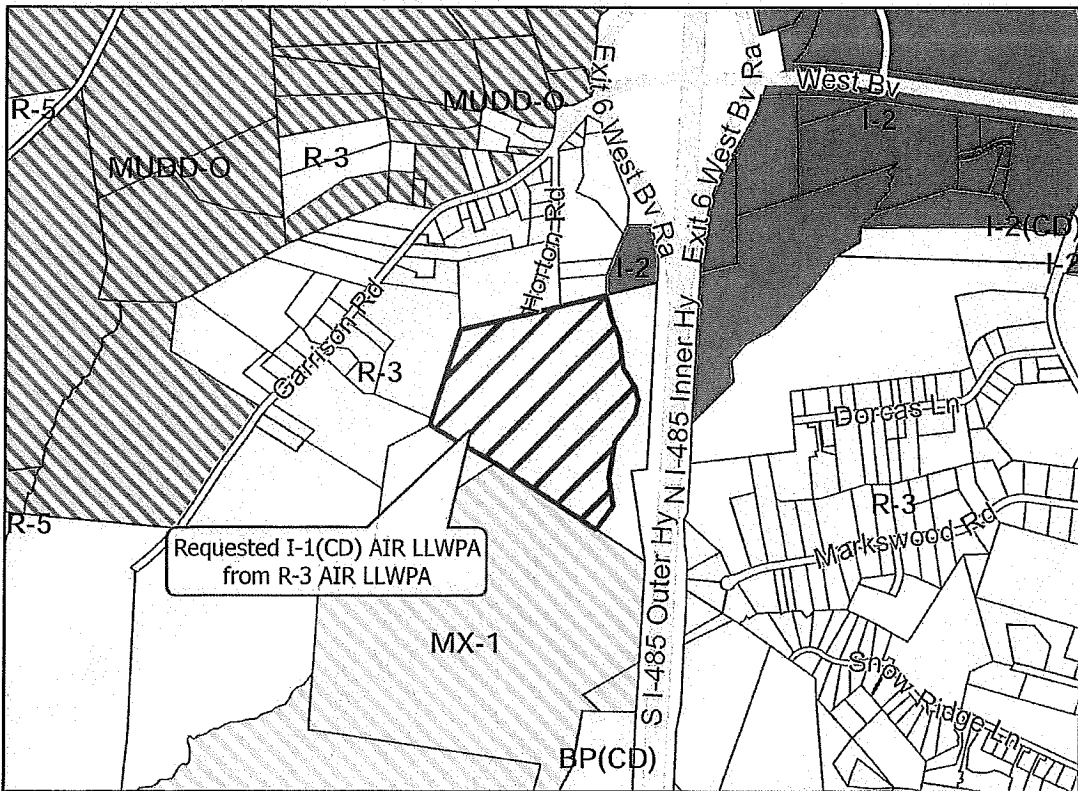 R-5
MUDD-O
West Bv
I-2
MUDD-O
R-3
Exit 6 West Bv Ra
Exit 6 West Bv Ra
Horton Rd
I-2
I-2(CD)
I-2
Garrison Rd
R-3
Dorcas Ln
R-3
Markswood Rd
R-5
Requested I-1(CD) AIR LLWPA
from R-3 AIR LLWPA
S I-485 Outer Hy
N I-485 Inner Hy
MX-1
Snow Ridge Ln
BP(CD)